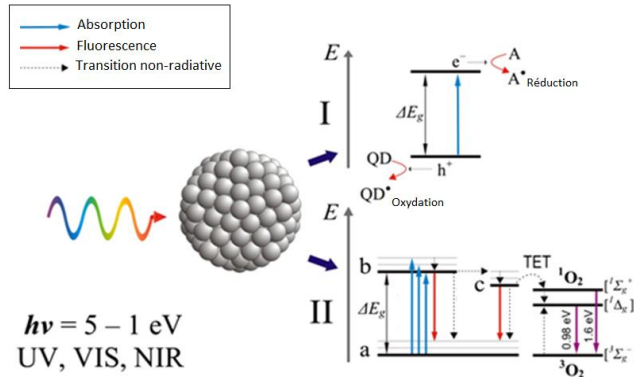 Absorption
Fluorescence
Transition non-radiative
hν = 5 – 1 eV
UV, VIS, NIR
I
E
ΔEg
e⁻
A
A• Réduction
QD
h⁺
QD• Oxydation
II
E
b
ΔEg
a
c
TET
¹O₂
[¹Σg⁺]
[¹Δg]
0.98 eV
1.6 eV
[³Σg⁻]
³O₂